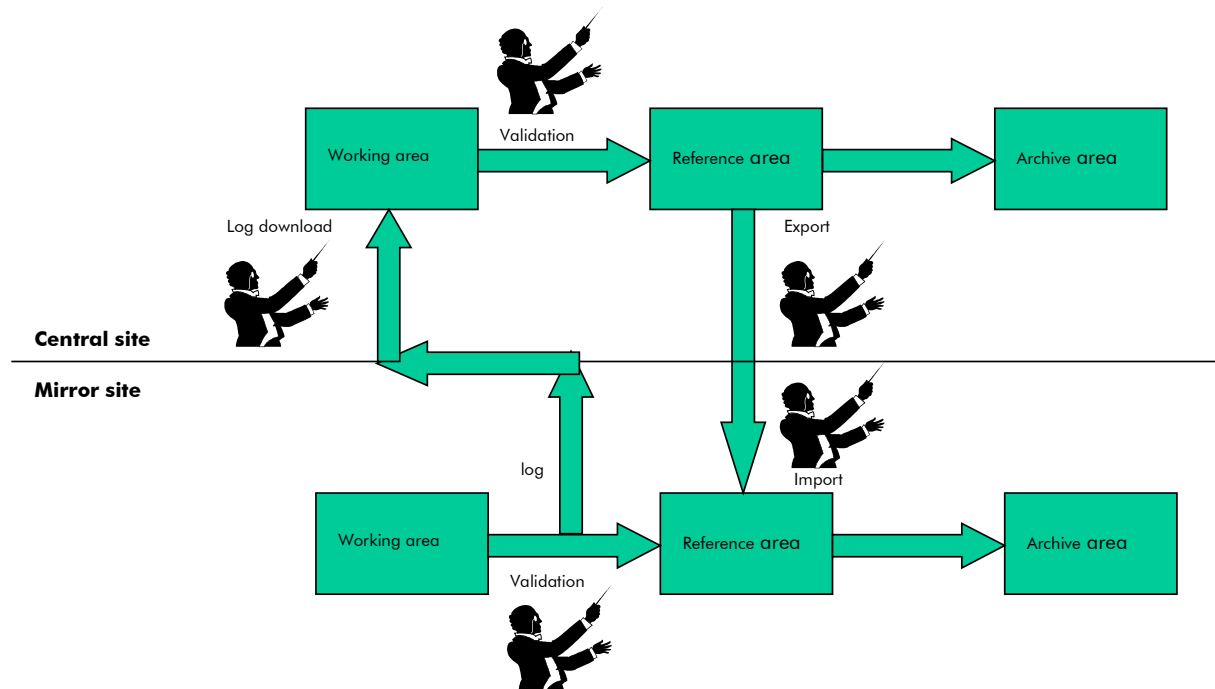 Validation
Working area
Reference area
Archive area
Log download
Export
Central site
Mirror site
log
Import
Working area
Reference area
Archive area
Validation